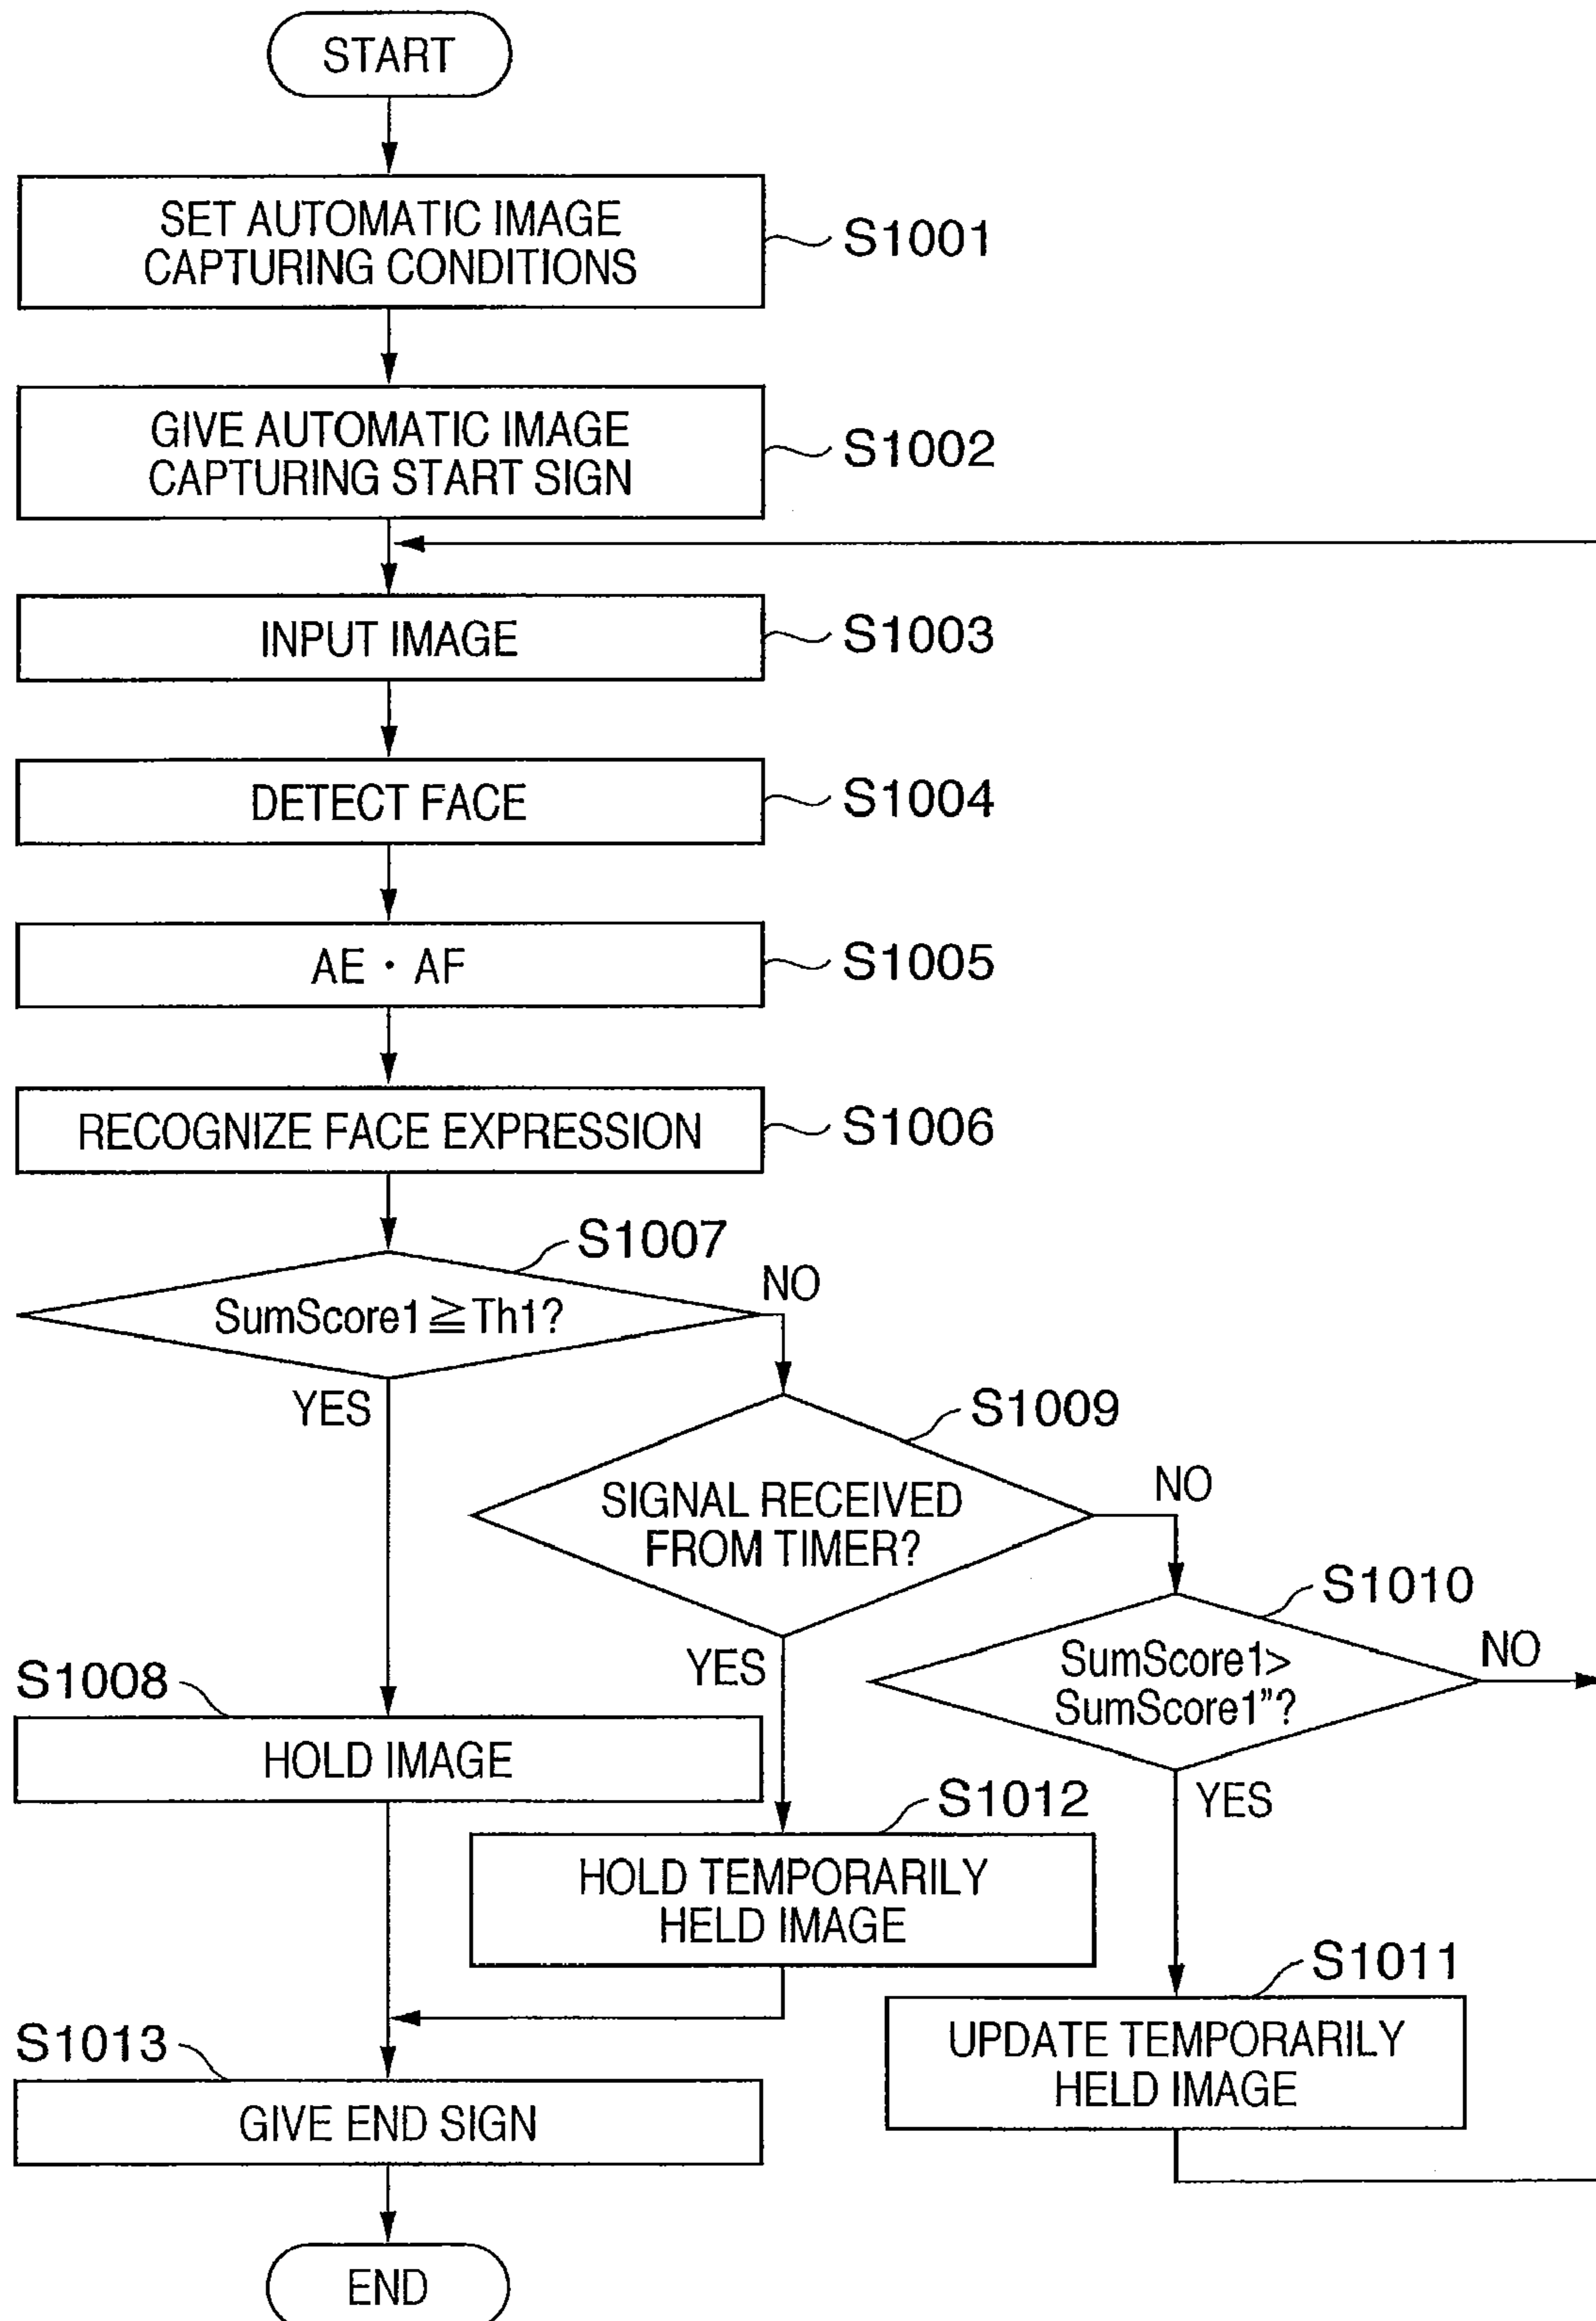 START
SET AUTOMATIC IMAGE
CAPTURING CONDITIONS
S1001
GIVE AUTOMATIC IMAGE
CAPTURING START SIGN
S1002
INPUT IMAGE
S1003
DETECT FACE
S1004
AE・AF
S1005
RECOGNIZE FACE EXPRESSION
S1006
S1007
SumScore1≧Th1?
NO
YES
S1009
SIGNAL RECEIVED
FROM TIMER?
NO
YES
S1010
SumScore1>
SumScore1”?
NO
YES
S1008
HOLD IMAGE
S1012
HOLD TEMPORARILY
HELD IMAGE
S1011
UPDATE TEMPORARILY
HELD IMAGE
S1013
GIVE END SIGN
END